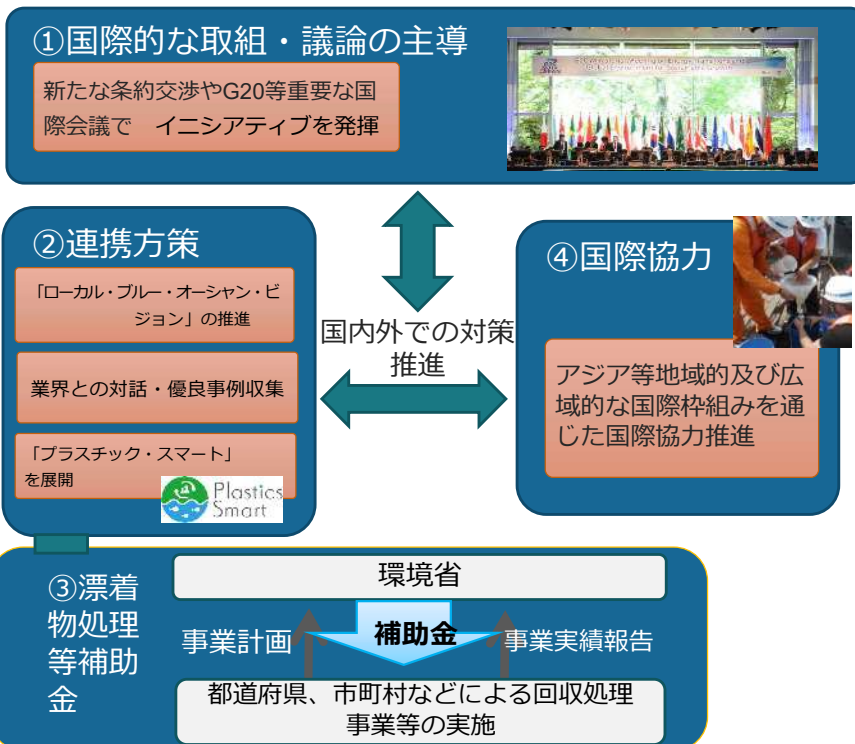 ①国際的な取組・議論の主導
新たな条約交渉やG20等重要な国
際会議で　イニシアティブを発揮
②連携方策
「ローカル・ブルー・オーシャン・ビ
ジョン」の推進
業界との対話・優良事例収集
「プラスチック・スマート」
を展開
Plastics
Smart
国内外での対策
推進
④国際協力
アジア等地域的及び広
域的な国際枠組みを通
じた国際協力推進
③漂着
物処理
等補助
金
環境省
事業計画
補助金
事業実績報告
都道府県、市町村などによる回収処理
事業等の実施